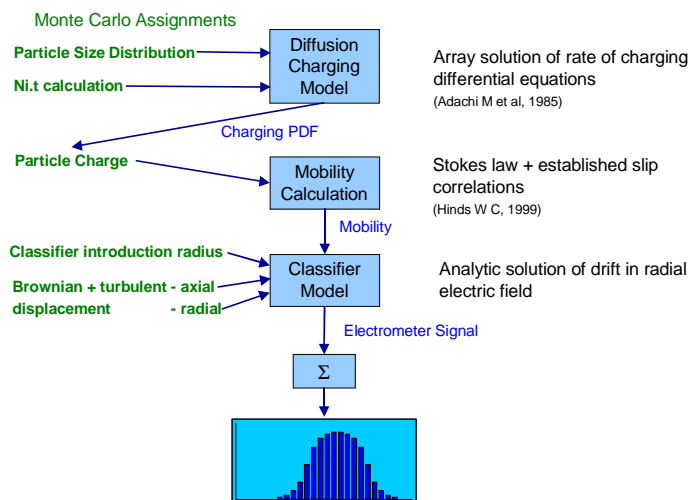 Monte Carlo Assignments
Particle Size Distribution
Ni.t calculation
Diffusion
Charging
Model
Array solution of rate of charging
differential equations
(Adachi M et al, 1985)
Charging PDF
Particle Charge
Mobility
Calculation
Stokes law + established slip
correlations
(Hinds W C, 1999)
Mobility
Classifier introduction radius
Brownian + turbulent - axial
displacement - radial
Classifier
Model
Analytic solution of drift in radial
electric field
Electrometer Signal
Σ